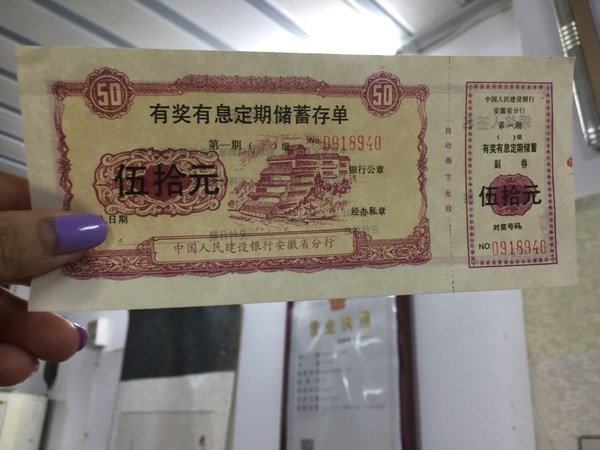 50
50
有奖有息定期储蓄存单
第一期( )组
No 0918940
伍拾元
银行公章
经办私章
日期
中国人民建设银行安徽省分行
自动撕下无效
中国人民建设银行
安徽省分行
第一期
( )组
有奖有息定期储蓄
副券
伍拾元
对奖号码:
NO: 0918940
营业执照